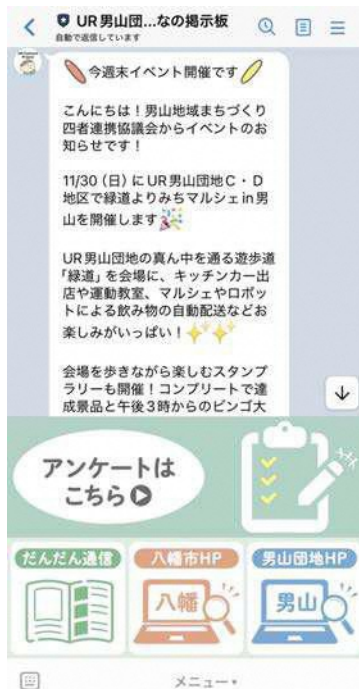 UR男山団...なの掲示板
自動で返信しています
今週末イベント開催です
こんにちは！男山地域まちづくり
四者連携協議会からイベントのお
知らせです！
11/30（日）にUR男山団地C・D
地区で緑道よりみちマルシェin男
山を開催します
UR男山団地の真ん中を通る遊歩道
「緑道」を会場に、キッチンカー出
店や運動教室、マルシェやロボッ
トによる飲み物の自動配送などお
楽しみがいっぱい！
会場を歩きながら楽しむスタンプ
ラリーも開催！コンプリートで達
成景品と午後3時からのビンゴ大
アンケートは
こちら
だんだん通信
八幡市HP
男山団地HP
八幡
男山
メニュー